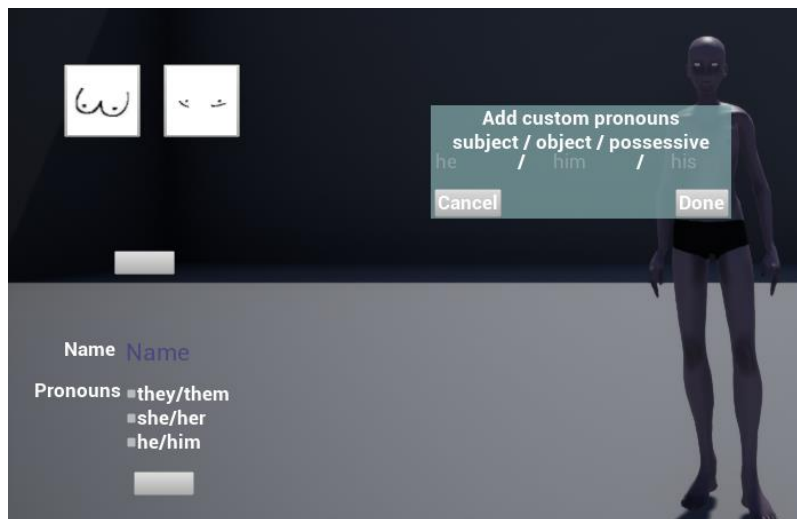 Add custom pronouns
subject / object / possessive
he / him / his
Cancel Done
Name Name
Pronouns they/them
she/her
he/him